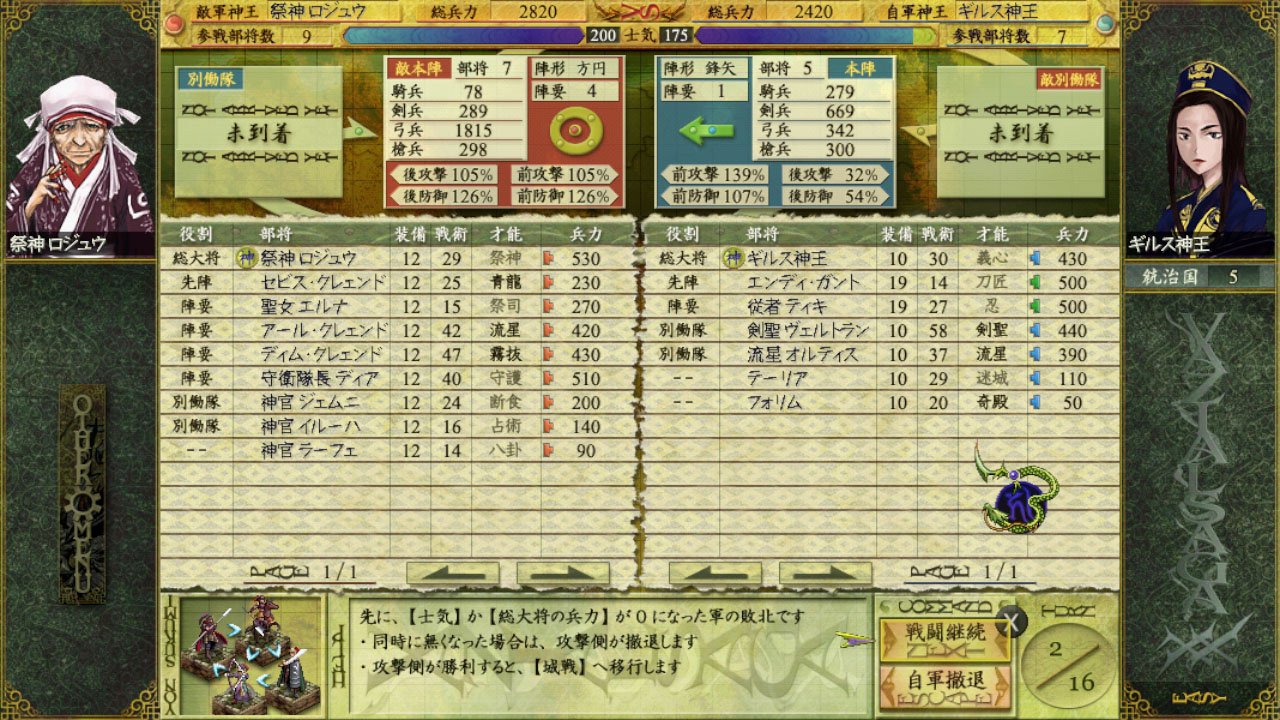 敵軍神王 祭神 ロジュウ 総兵力 2820 VS 総兵力 2420 自軍神王 ギルス神王
参戦部将数 9 200 士気 175 参戦部将数 7
別働隊 敵本陣 部将 7 陣形 方円 陣形 鋒矢 部将 5 本陣 敵別働隊
騎兵 78 陣要 4 陣要 1 騎兵 279
NOT ARRIVED YET 剣兵 289 剣兵 669 NOT ARRIVED YET
未到着 弓兵 1815 弓兵 342 未到着
NOT ARRIVED YET 槍兵 298 槍兵 300 NOT ARRIVED YET
後攻撃 105% 前攻撃 105% 前攻撃 139% 後攻撃 32%
後防御 126% 前防御 126% 前防御 107% 後防御 54%
祭神 ロジュウ
ギルス神王
統治国 5
役割 部将 装備 戦術 才能 兵力 役割 部将 装備 戦術 才能 兵力
総大将 神 祭神 ロジュウ 12 29 祭神 530 総大将 神 ギルス神王 10 30 義心 430
先陣 セビス・クレェンド 12 25 青龍 230 先陣 エンディ・ガント 19 14 刀匠 500
陣要 聖女 エルナ 12 15 祭司 270 陣要 従者 ティキ 19 27 忍 500
陣要 アール・クレェンド 12 42 流星 420 別働隊 剣聖 ヴェルトラン 10 58 剣聖 440
陣要 ディム・クレェンド 12 47 霧抜 430 別働隊 流星 オルティス 10 37 流星 390
陣要 守衛隊長 ディア 12 40 守護 510 -- テーリア 10 29 迷城 110
別働隊 神官 ジェムニ 12 24 断食 200 -- フォリム 10 20 奇殿 50
別働隊 神官 イルーハ 12 16 占術 140
-- 神官 ラーフェ 12 14 八卦 90
PAGE 1/1 PAGE 1/1
先に、【士気】か【総大将の兵力】が０になった軍の敗北です
・同時に無くなった場合は、攻撃側が撤退します
・攻撃側が勝利すると、【城戦】へ移行します
COMMAND X TURN
戦闘継続
NEXT
自軍撤退
ESCAPE
2/16
EASY